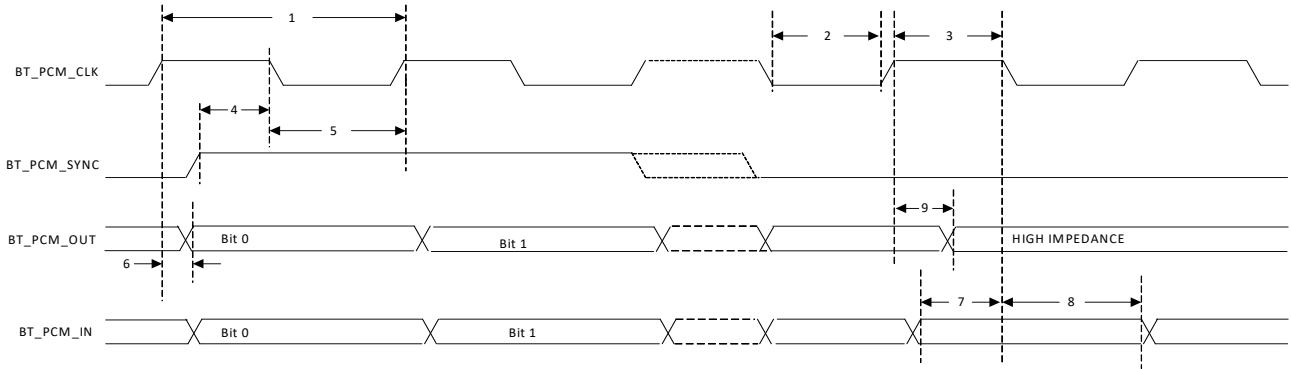 1
2
3
BT_PCM_CLK
4
5
BT_PCM_SYNC
9
BT_PCM_OUT
Bit 0
Bit 1
HIGH IMPEDANCE
6
7
8
BT_PCM_IN
Bit 0
Bit 1